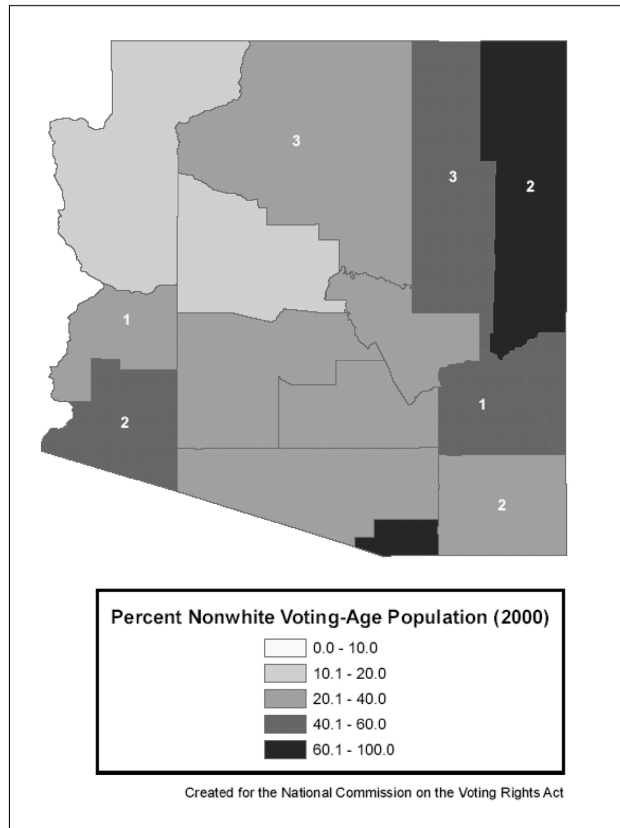 3
3
2
1
2
1
2
Percent Nonwhite Voting-Age Population (2000)
0.0 - 10.0
10.1 - 20.0
20.1 - 40.0
40.1 - 60.0
60.1 - 100.0
Created for the National Commission on the Voting Rights Act